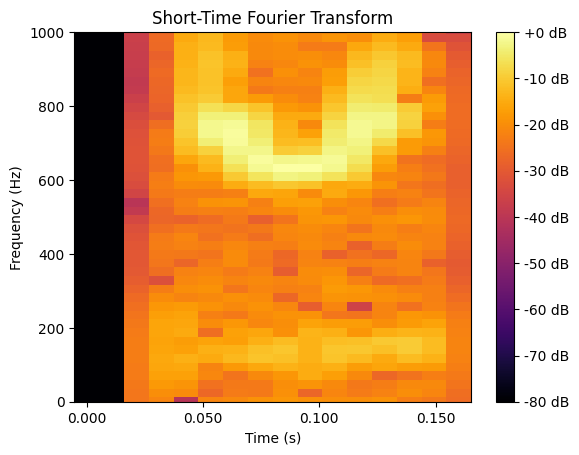 Short-Time Fourier Transform
Frequency (Hz)
1000
800
600
400
200
0
0.000
0.050
0.100
0.150
Time (s)
+0 dB
-10 dB
-20 dB
-30 dB
-40 dB
-50 dB
-60 dB
-70 dB
-80 dB